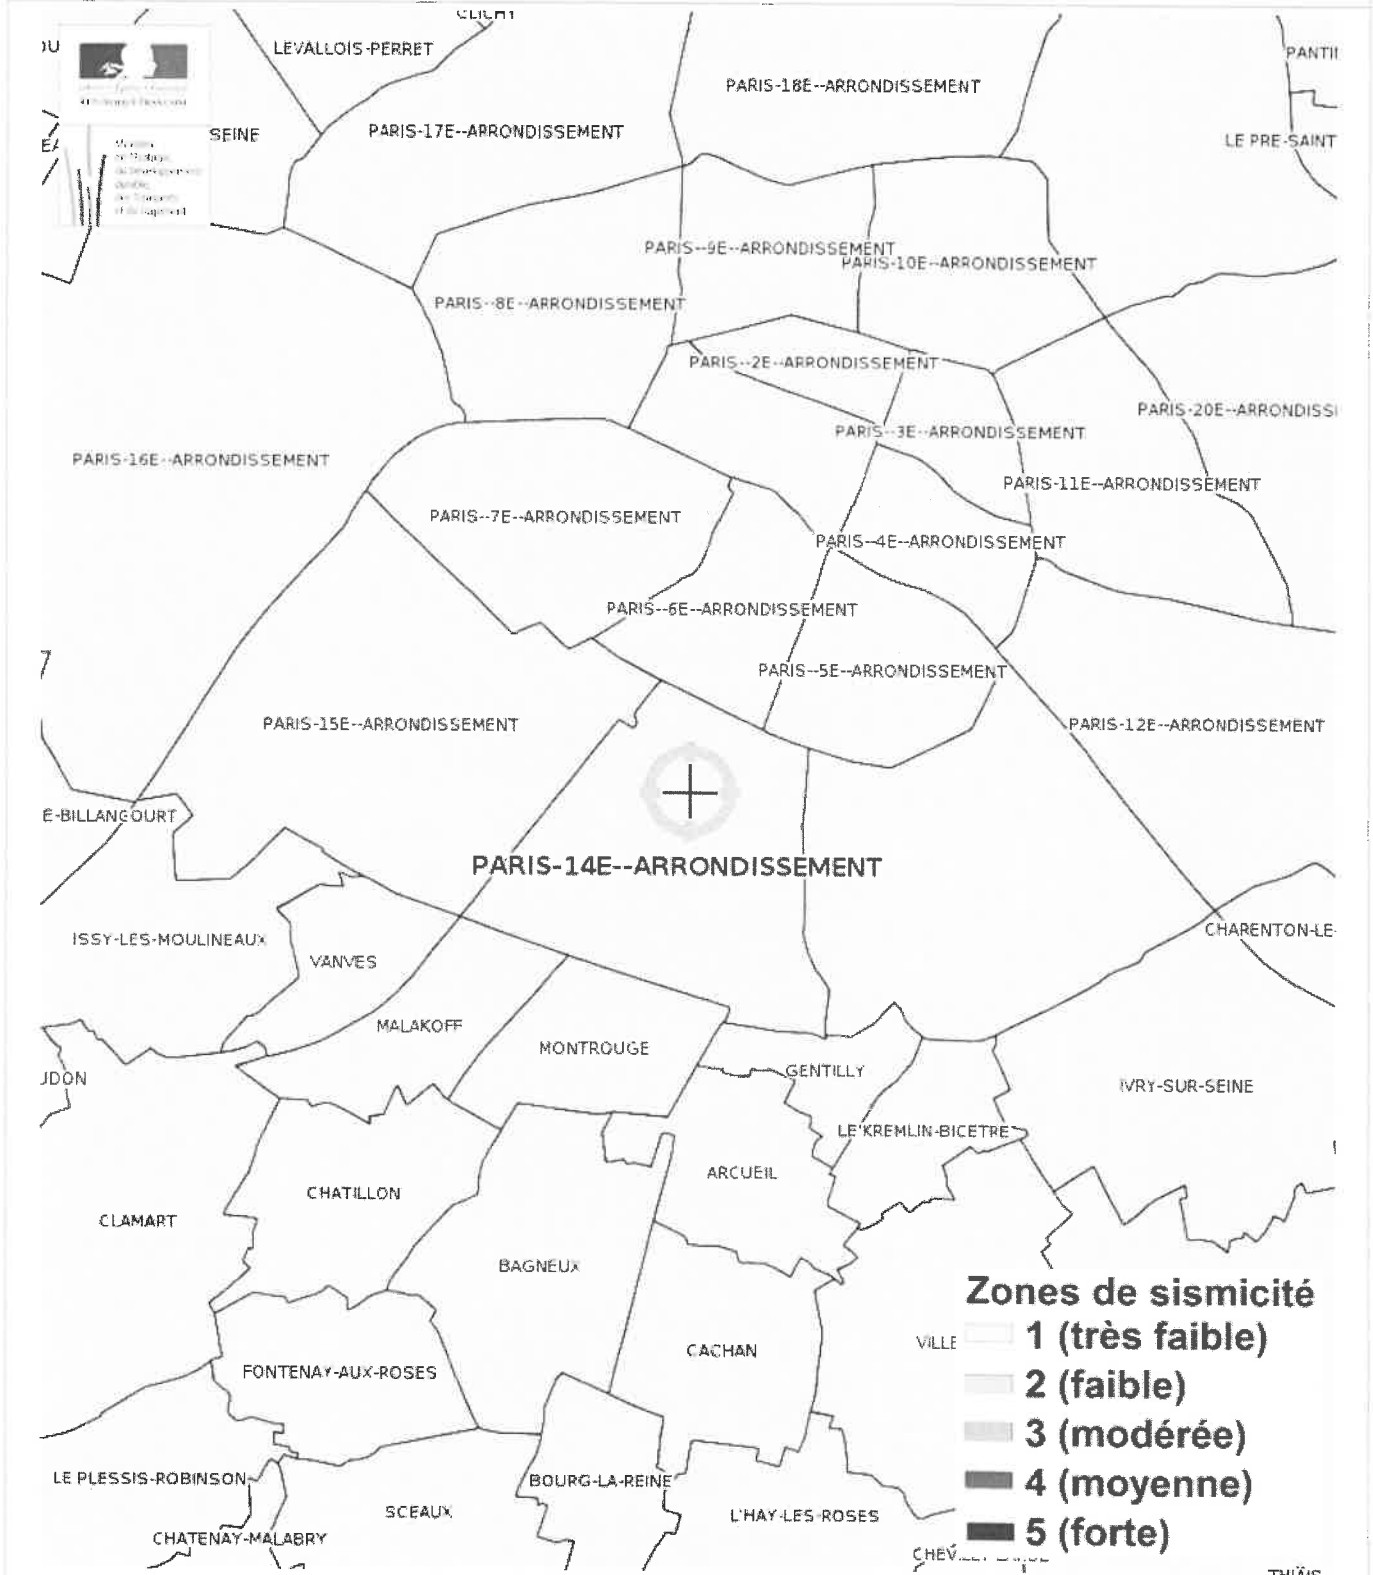 CLICHY
LEVALLOIS-PERRET
PANTII
PARIS-18E--ARRONDISSEMENT
PARIS-17E--ARRONDISSEMENT
SEINE
LE PRE-SAINT
PARIS--9E--ARRONDISSEMENT
PARIS-10E--ARRONDISSEMENT
PARIS--8E--ARRONDISSEMENT
PARIS--2E--ARRONDISSEMENT
PARIS-20E--ARRONDISSI
PARIS--3E--ARRONDISSEMENT
PARIS-16E--ARRONDISSEMENT
PARIS-11E--ARRONDISSEMENT
PARIS--7E--ARRONDISSEMENT
PARIS--4E--ARRONDISSEMENT
PARIS--6E--ARRONDISSEMENT
PARIS--5E--ARRONDISSEMENT
PARIS-15E--ARRONDISSEMENT
PARIS-12E--ARRONDISSEMENT
E-BILLANCOURT
PARIS-14E--ARRONDISSEMENT
CHARENTON-LE-
ISSY-LES-MOULINEAUX
VANVES
MALAKOFF
MONTROUGE
GENTILLY
JDON
IVRY-SUR-SEINE
LE KREMLIN-BICETRE
ARCUEIL
CHATILLON
CLAMART
BAGNEUX
Zones de sismicité
1 (très faible)
2 (faible)
3 (modérée)
4 (moyenne)
5 (forte)
VILLE
CACHAN
FONTENAY-AUX-ROSES
LE PLESSIS-ROBINSON
BOURG-LA-REINE
SCEAUX
L'HAY-LES-ROSES
CHATENAY-MALABRY
THIAIS